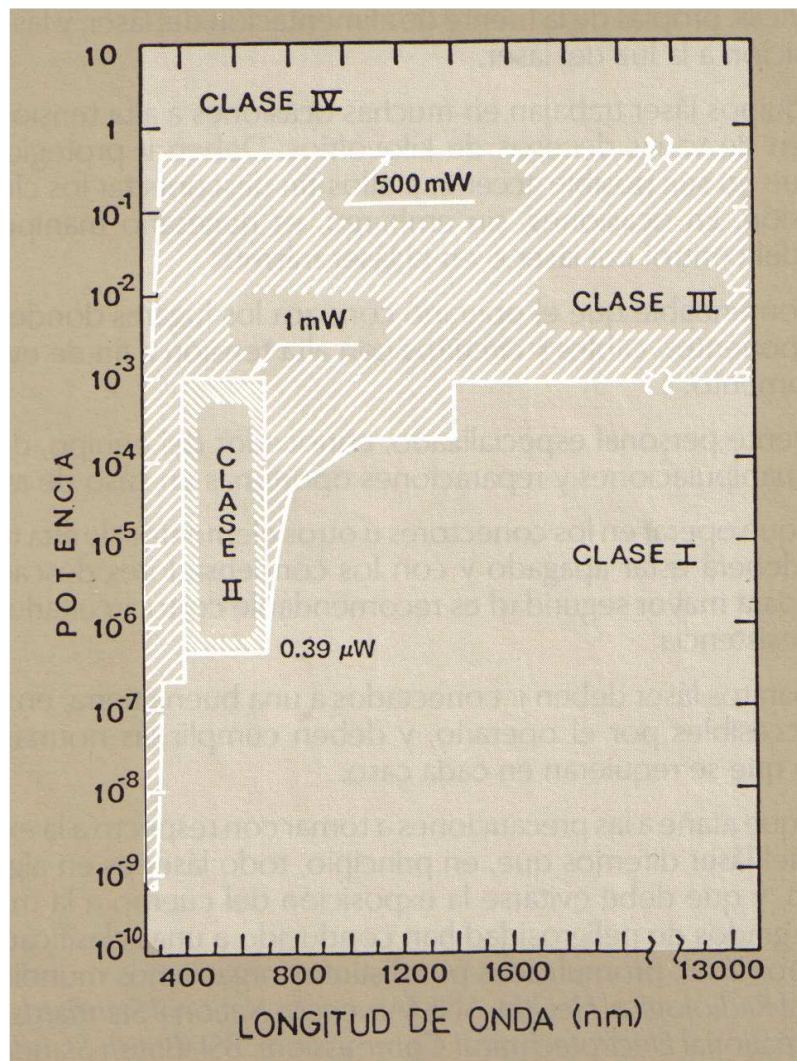 10
CLASE IV
1
500 mW
10⁻¹
10⁻²
CLASE III
1 mW
10⁻³
10⁻⁴
CLASE II
10⁻⁵
CLASE I
10⁻⁶
0.39 µW
10⁻⁷
10⁻⁸
10⁻⁹
10⁻¹⁰
POTENCIA
400 800 1200 1600 13000
LONGITUD DE ONDA (nm)